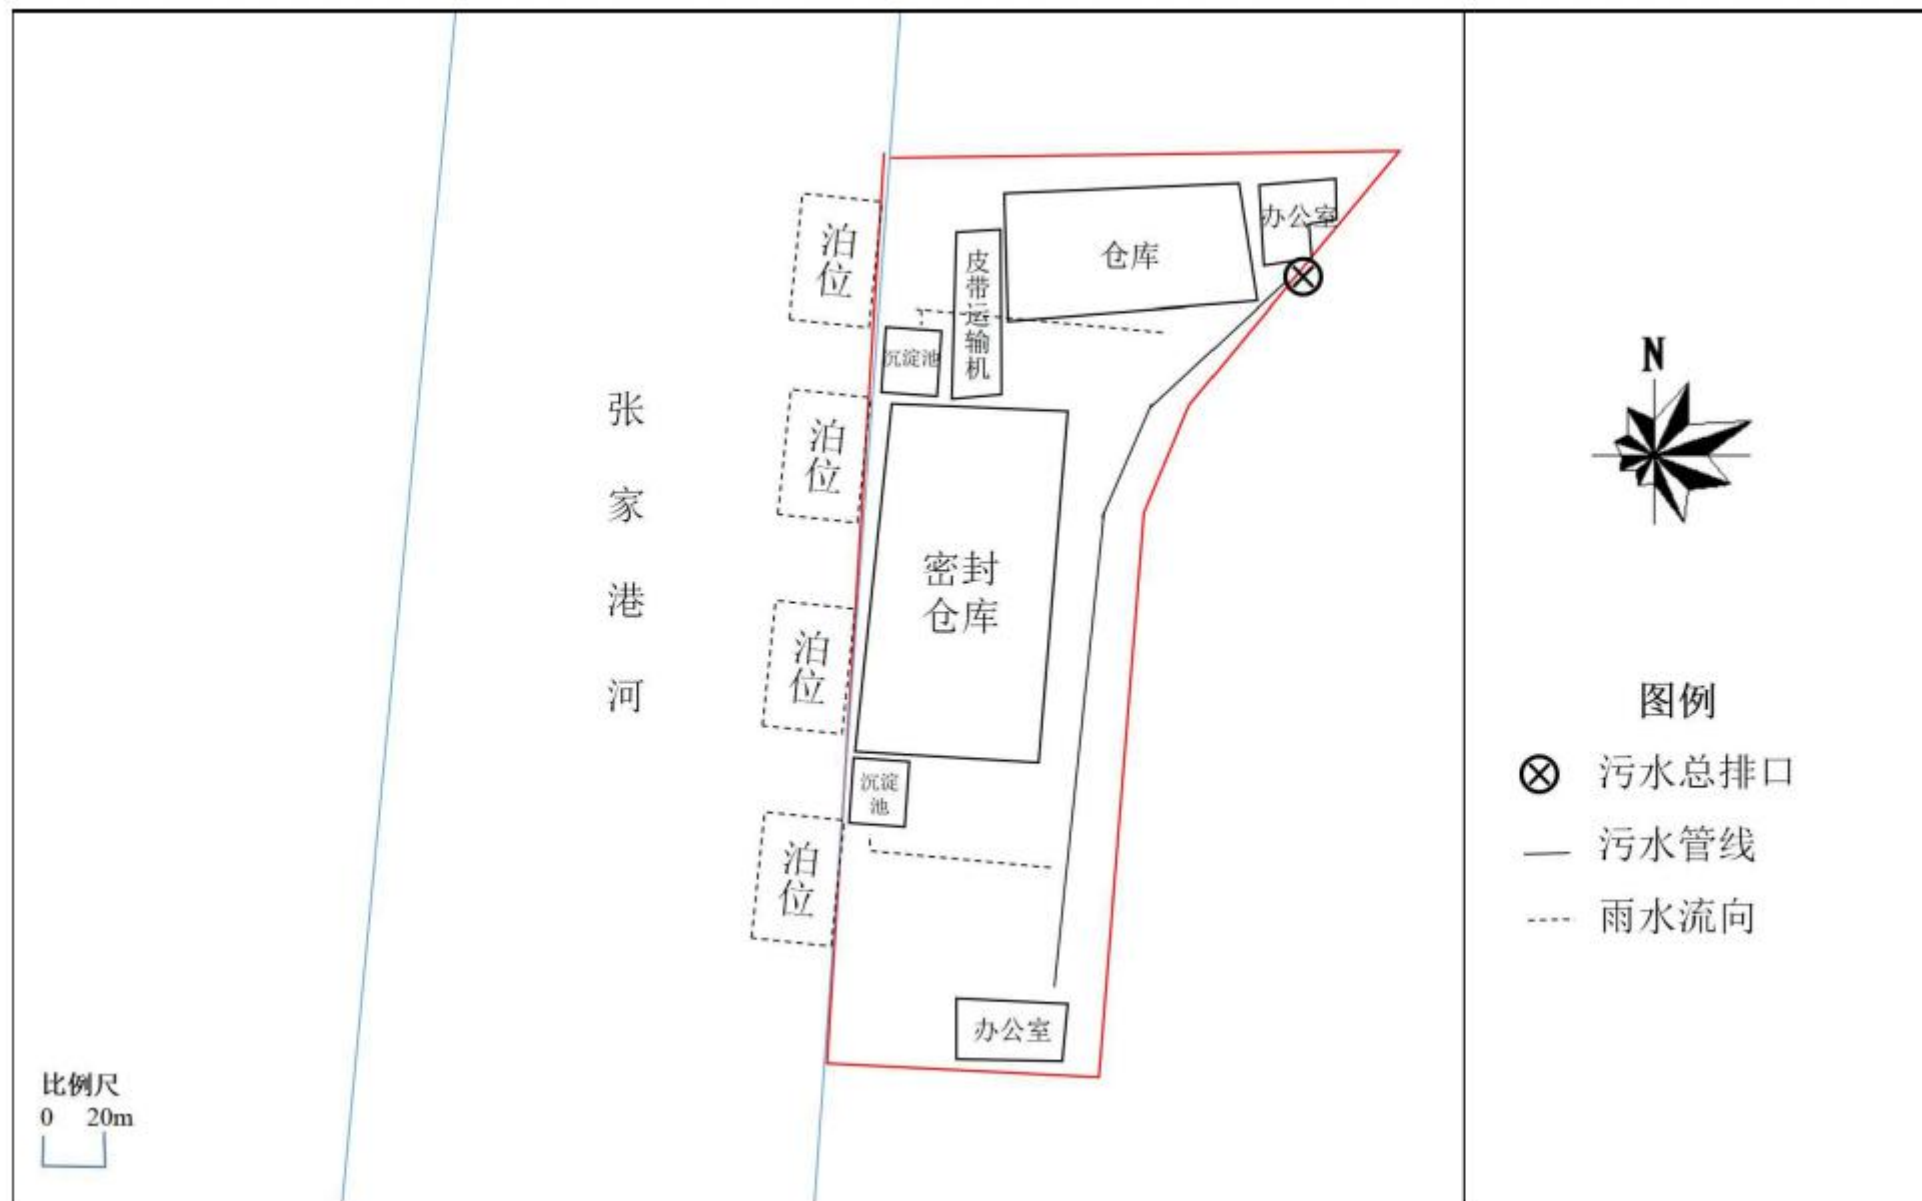 办公室
仓库
泊
位
皮
带
运
输
机
沉淀池
泊
位
张
家
港
河
密封
仓库
泊
位
沉淀
池
泊
位
办公室
比例尺
0 20m
N
图例
污水总排口
污水管线
雨水流向